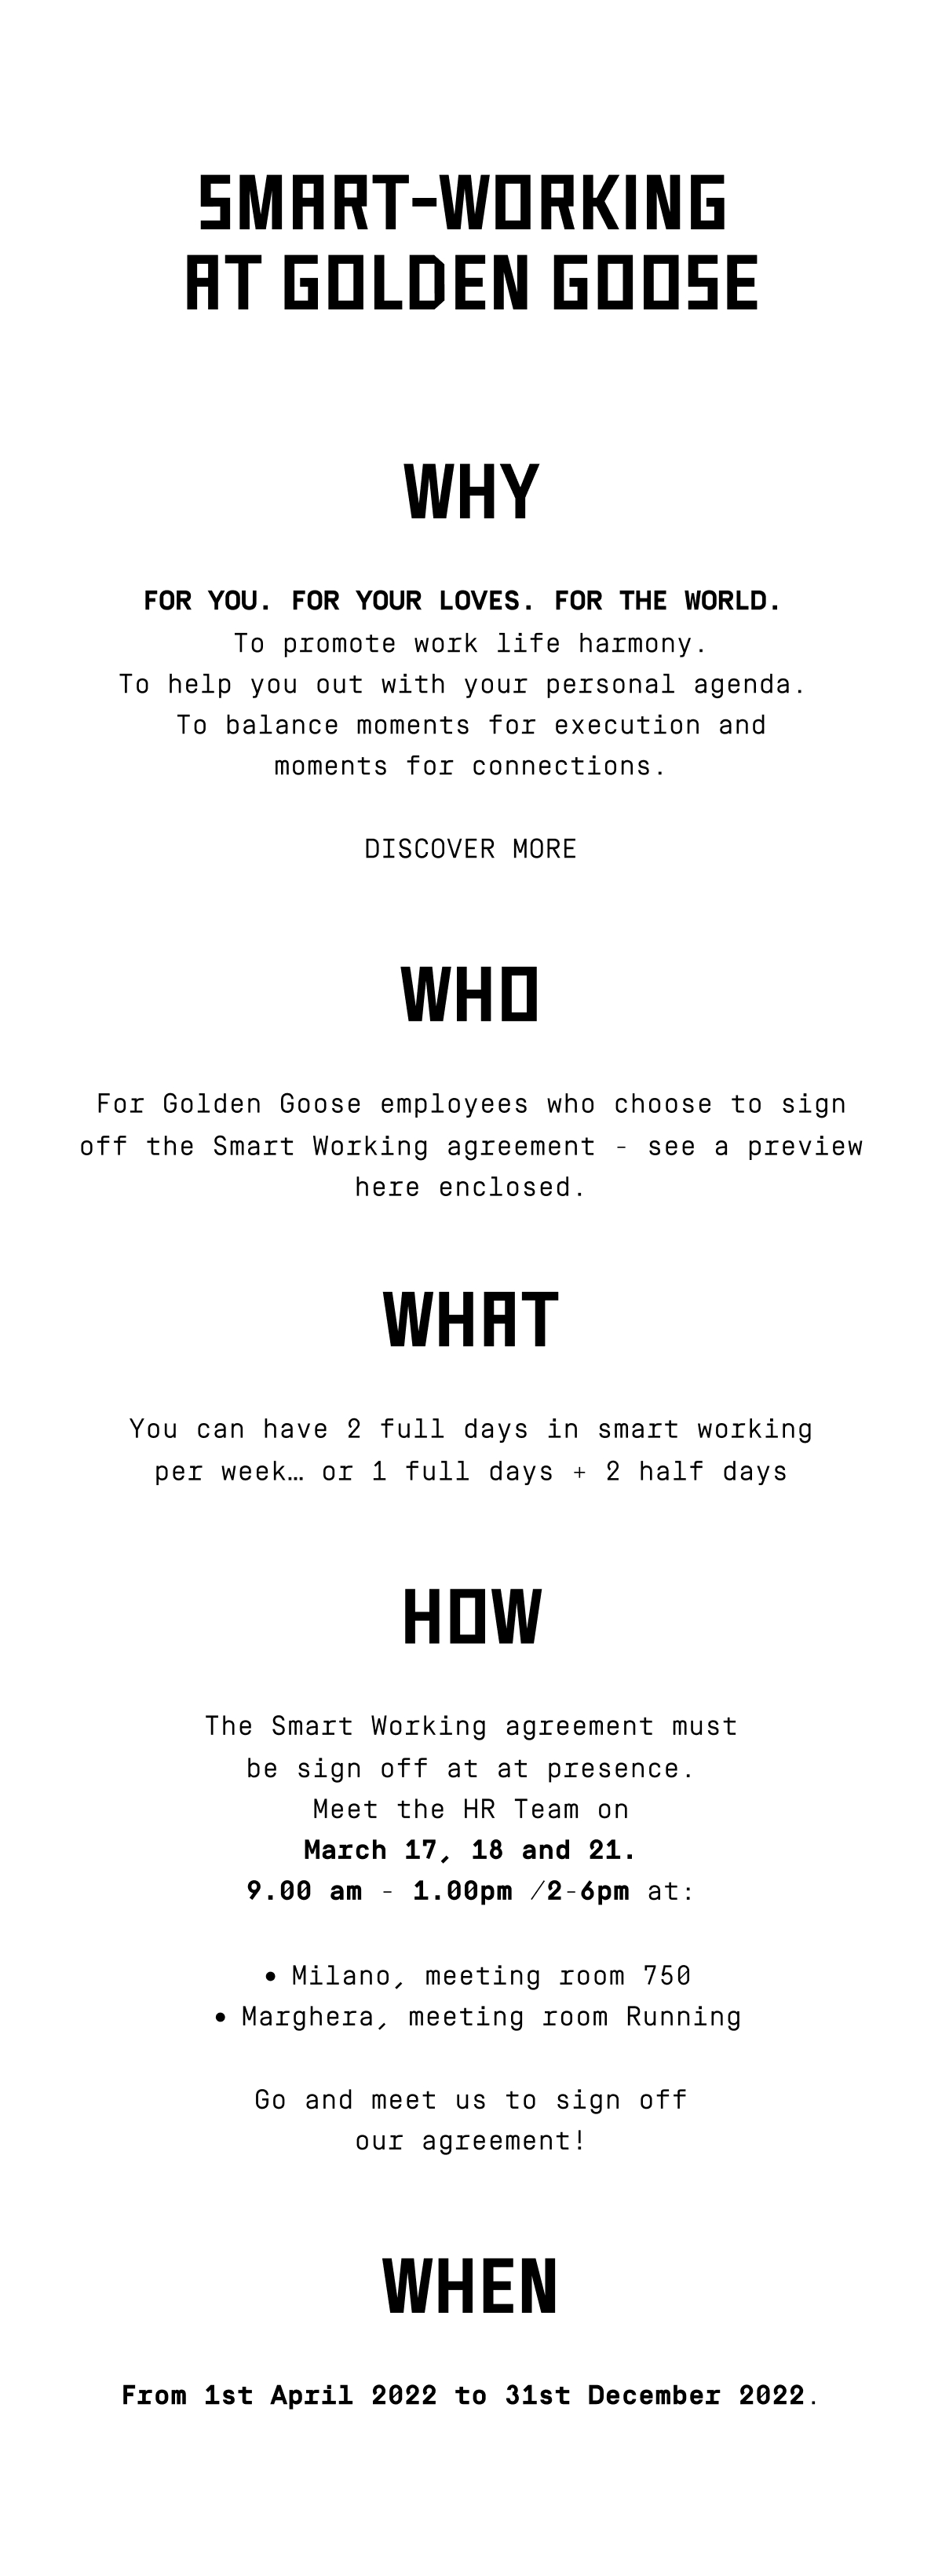 SMART-WORKING
AT GOLDEN GOOSE
WHY
FOR YOU. FOR YOUR LOVES. FOR THE WORLD.
To promote work life harmony.
To help you out with your personal agenda.
To balance moments for execution and
moments for connections.
DISCOVER MORE
WHO
For Golden Goose employees who choose to sign
off the Smart Working agreement - see a preview
here enclosed.
WHAT
You can have 2 full days in smart working
per week… or 1 full days + 2 half days
HOW
The Smart Working agreement must
be sign off at at presence.
Meet the HR Team on
March 17, 18 and 21.
9.00 am - 1.00pm /2-6pm at:
• Milano, meeting room 750
• Marghera, meeting room Running
Go and meet us to sign off
our agreement!
WHEN
From 1st April 2022 to 31st December 2022.